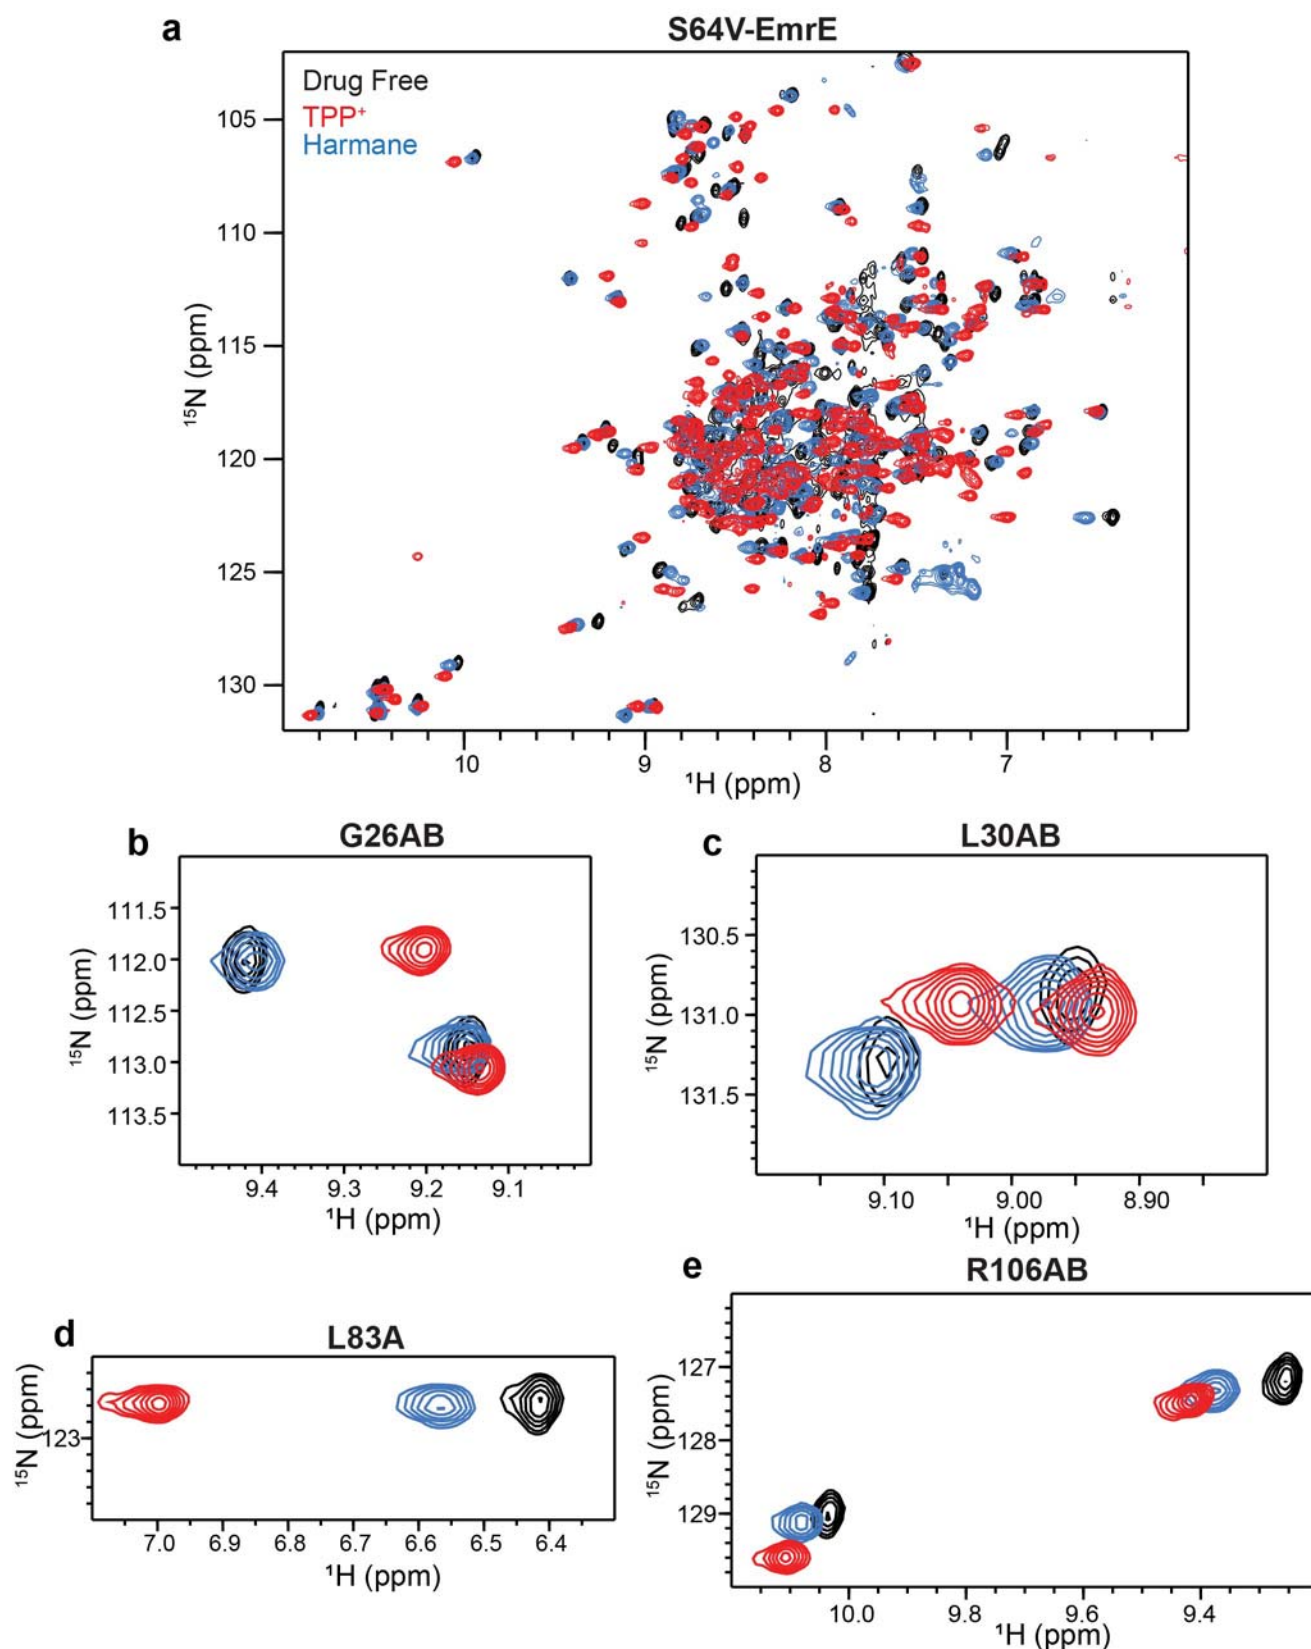 a
S64V-EmrE
Drug Free
TPP⁺
Harmane
105
110
115
120
125
130
¹⁵N (ppm)
10
9
8
7
¹H (ppm)
b
G26AB
111.5
112.0
112.5
113.0
113.5
¹⁵N (ppm)
9.4
9.3
9.2
9.1
¹H (ppm)
c
L30AB
130.5
131.0
131.5
¹⁵N (ppm)
9.10
9.00
8.90
¹H (ppm)
d
L83A
123
¹⁵N (ppm)
7.0
6.9
6.8
6.7
6.6
6.5
6.4
¹H (ppm)
e
R106AB
127
128
129
¹⁵N (ppm)
10.0
9.8
9.6
9.4
¹H (ppm)